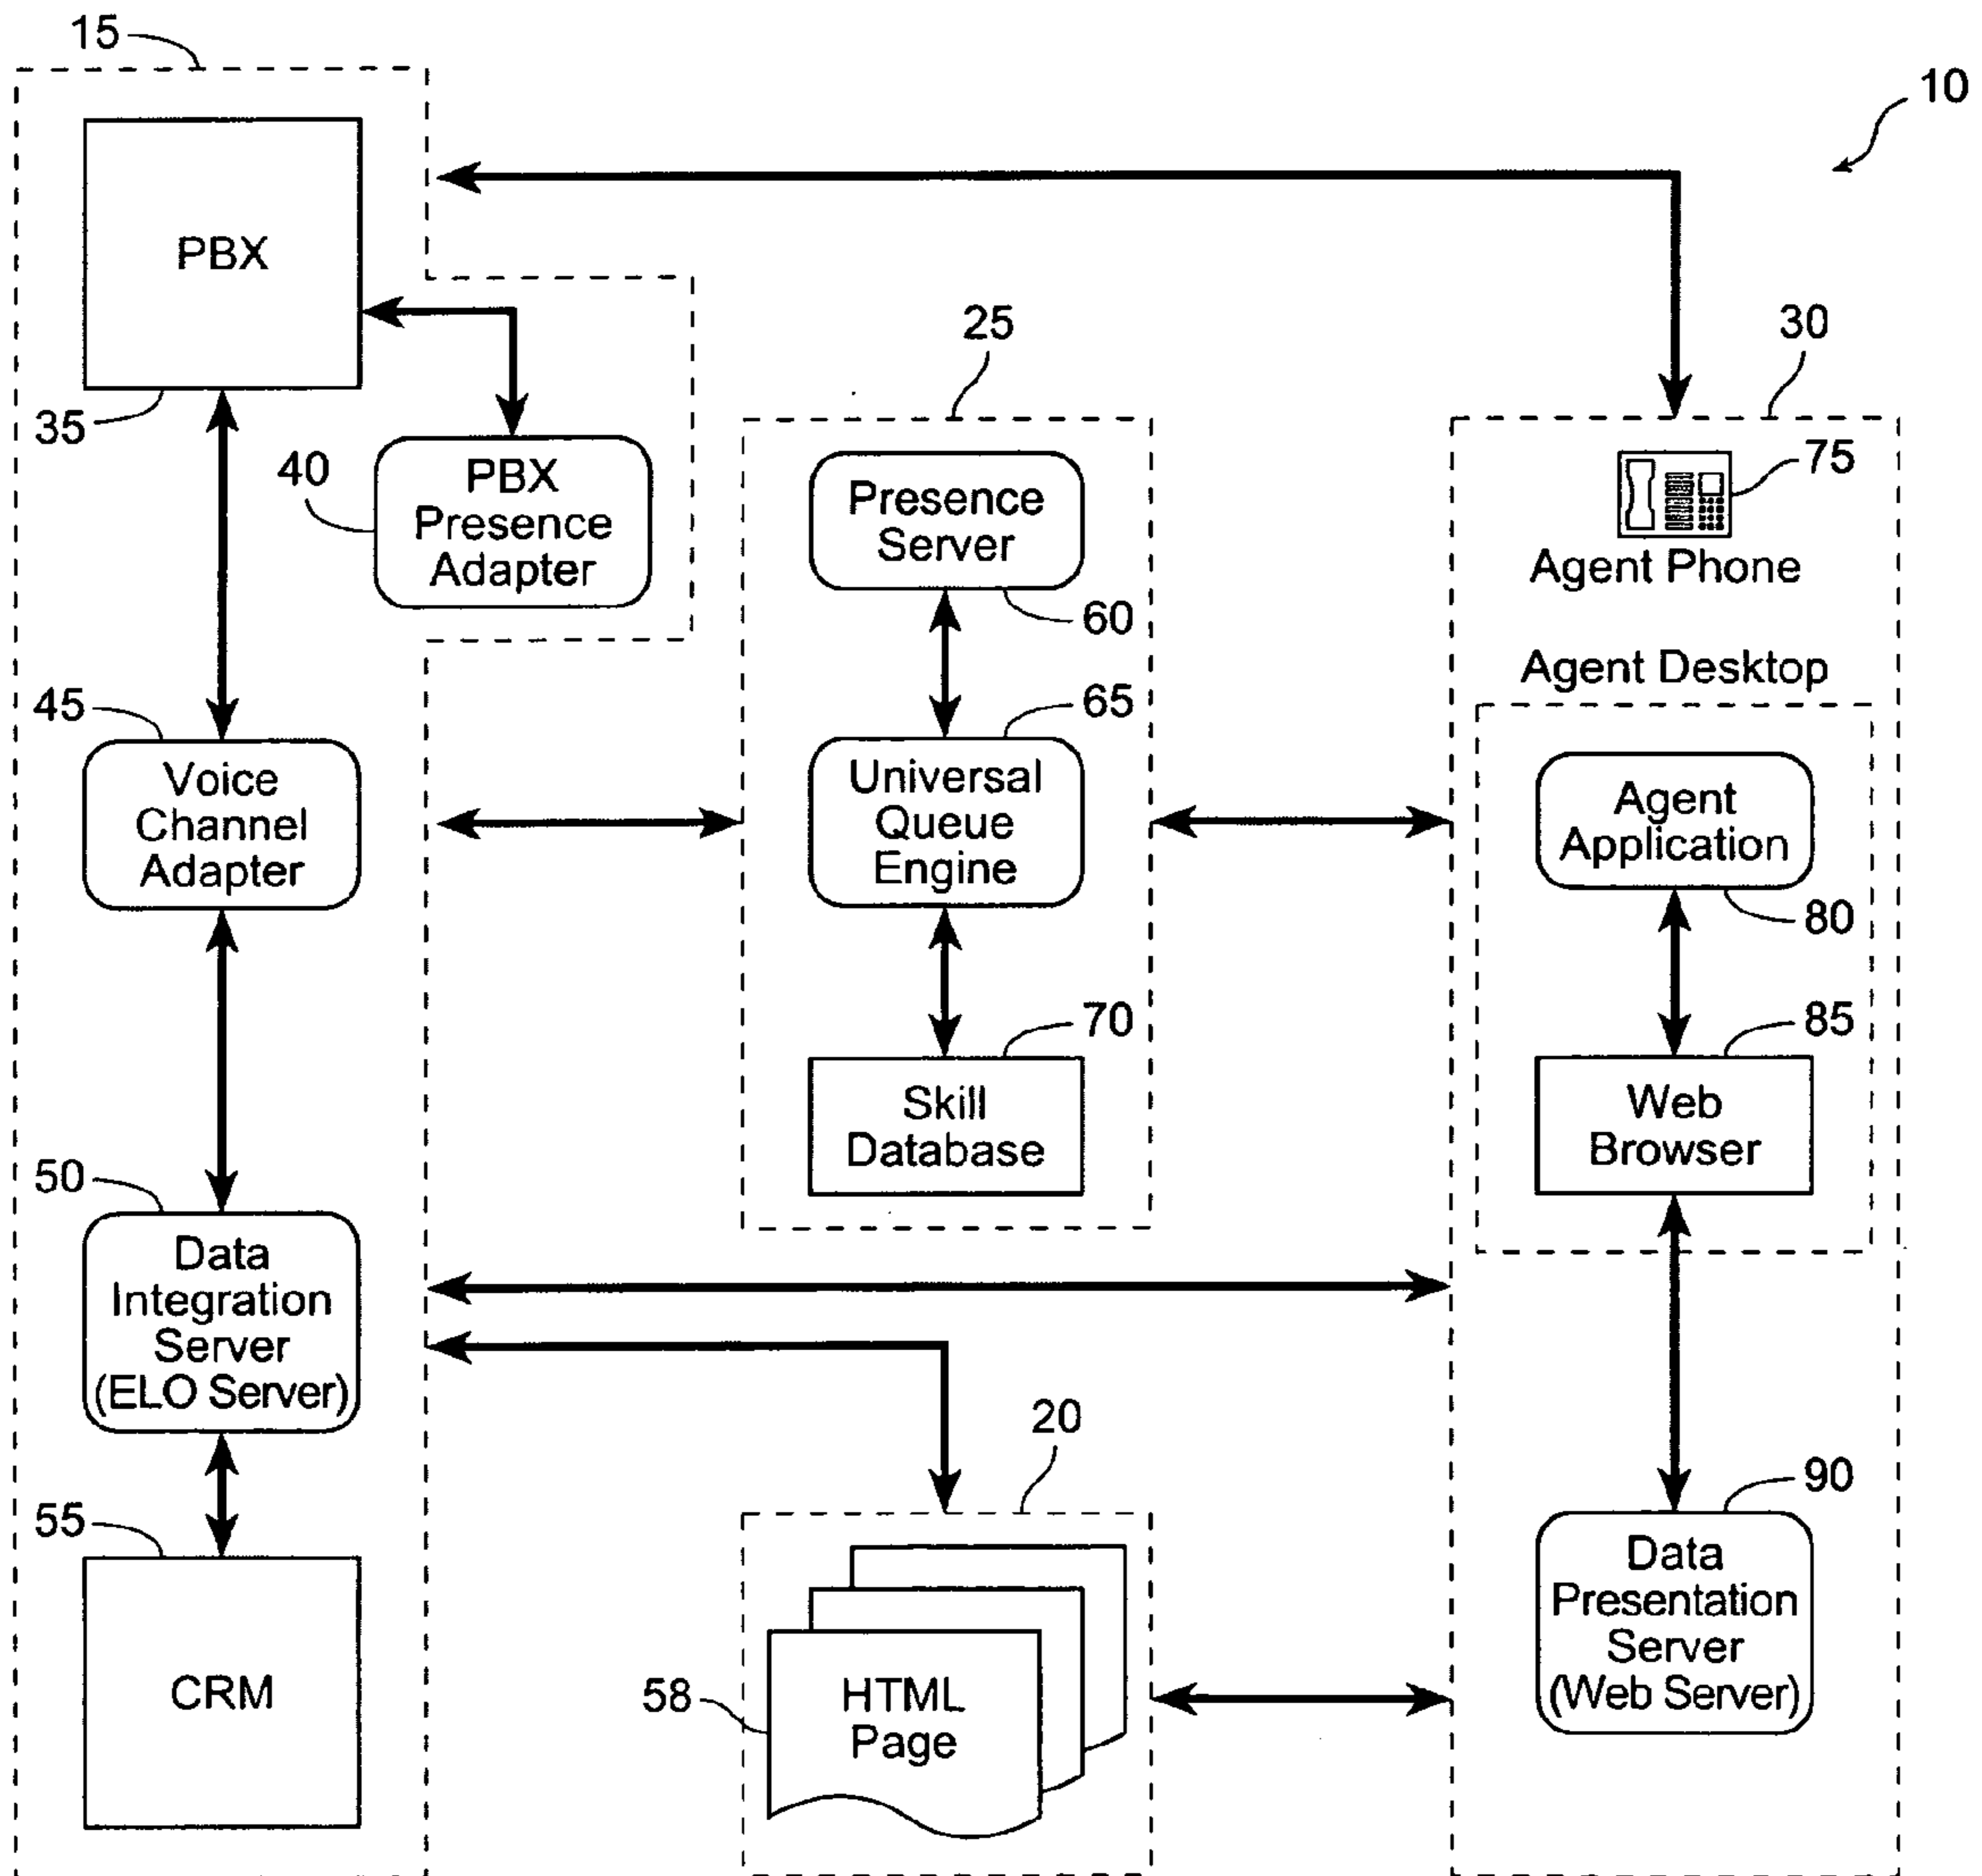 15
10
PBX
25
30
35
75
40
PBX
Presence
Adapter
Presence
Server
Agent Phone
60
Agent Desktop
45
65
Voice
Channel
Adapter
Universal
Queue
Engine
Agent
Application
80
70
85
Skill
Database
Web
Browser
50
Data
Integration
Server
(ELO Server)
20
90
55
CRM
58
HTML
Page
Data
Presentation
Server
(Web Server)